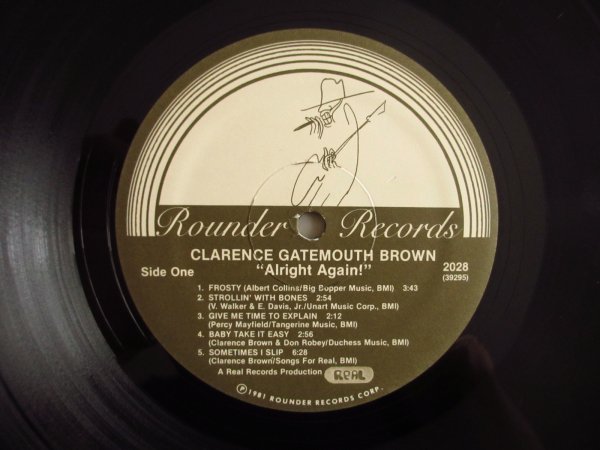 Rounder Records
CLARENCE GATEMOUTH BROWN
"Alright Again!"
Side One
2028
(39295)
1. FROSTY (Albert Collins/Big Bopper Music, BMI) 3:43
2. STROLLIN' WITH BONES 2:54
(V. Walker & E. Davis, Jr./Unart Music Corp., BMI)
3. GIVE ME TIME TO EXPLAIN 2:12
(Percy Mayfield/Tangerine Music, BMI)
4. BABY TAKE IT EASY 2:56
(Clarence Brown & Don Robey/Duchess Music, BMI)
5. SOMETIMES I SLIP 6:28
(Clarence Brown/Songs For Real, BMI)
A Real Records Production REAL
Ⓟ1981 ROUNDER RECORDS CORP.